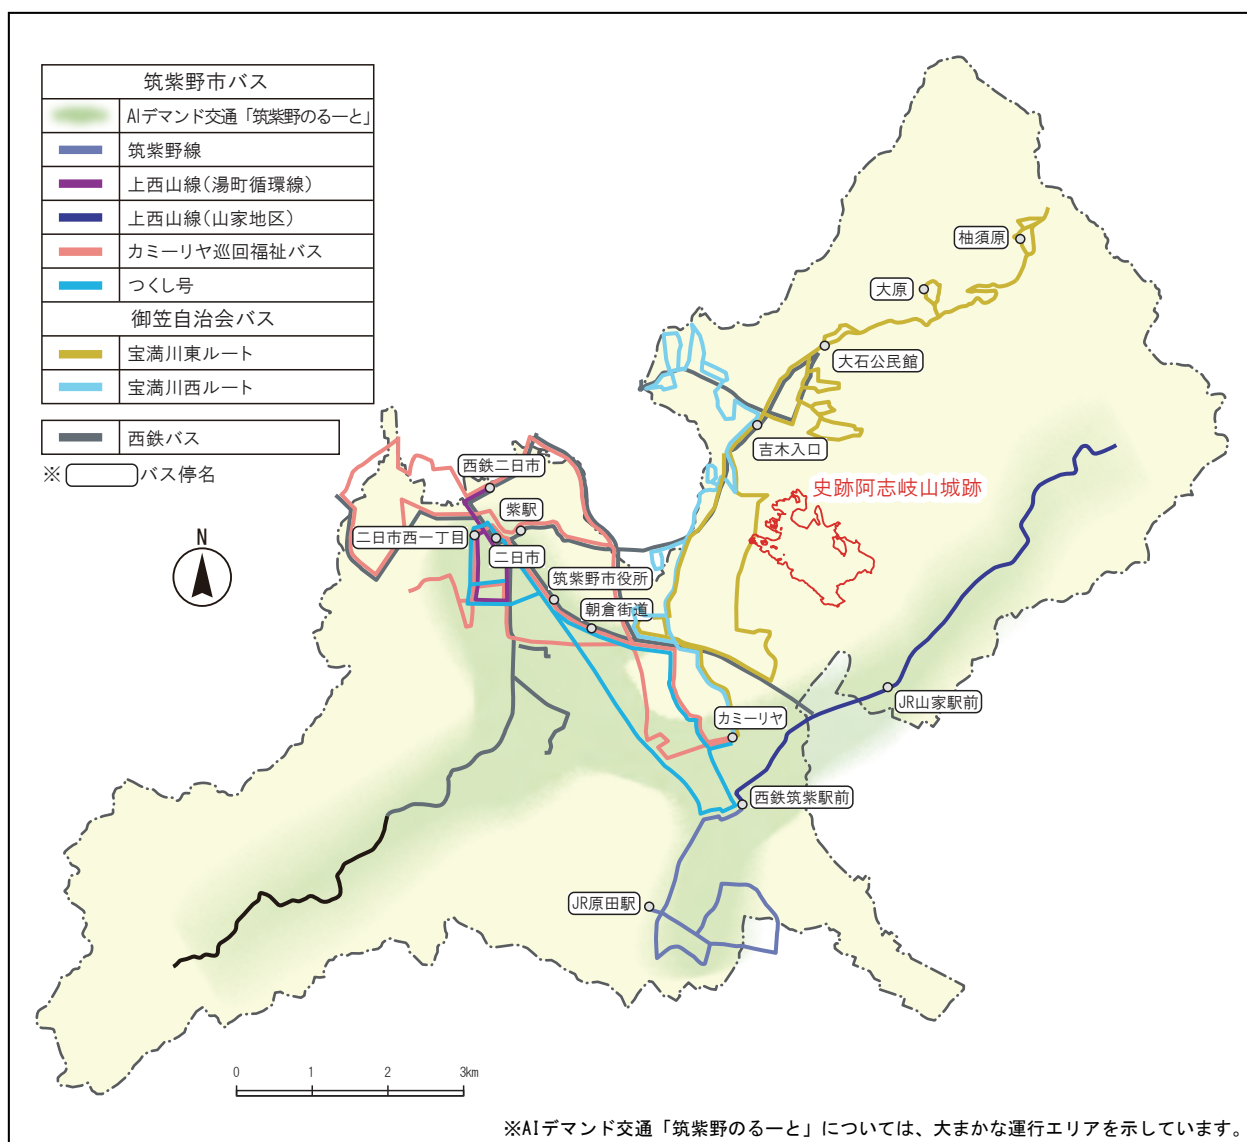 筑紫野市バス
AIデマンド交通「筑紫野のるーと」
筑紫野線
上西山線(湯町循環線)
上西山線(山家地区)
カミーリヤ巡回福祉バス
つくし号
御笠自治会バス
宝満川東ルート
宝満川西ルート
西鉄バス
※ バス停名
N
柚須原
大原
大石公民館
吉木入口
史跡阿志岐山城跡
西鉄二日市
紫駅
二日市西一丁目
二日市
筑紫野市役所
朝倉街道
JR山家駅前
カミーリヤ
西鉄筑紫駅前
JR原田駅
0 1 2 3km
※AIデマンド交通「筑紫野のるーと」については、大まかな運行エリアを示しています。